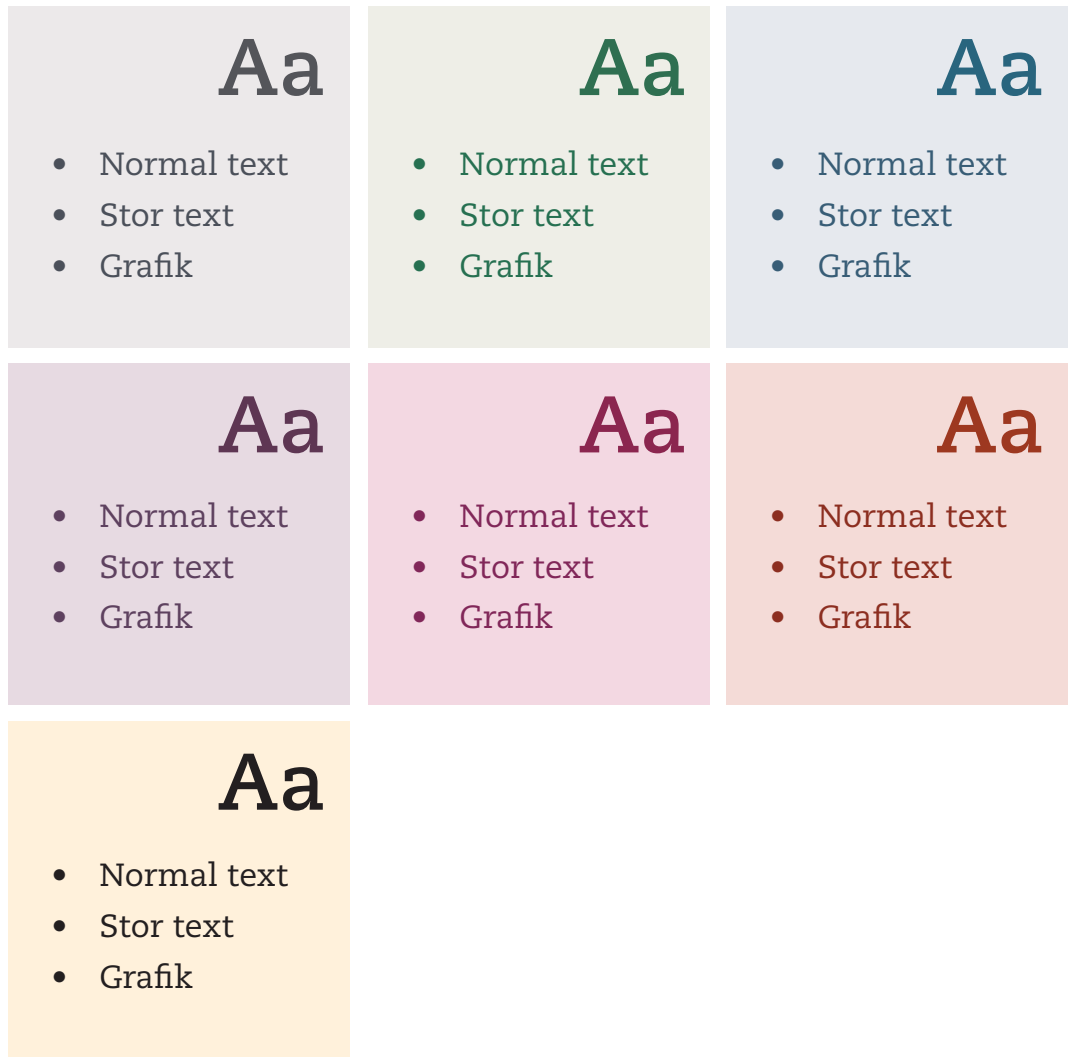 Aa
• Normal text
• Stor text
• Grafik
Aa
• Normal text
• Stor text
• Grafik
Aa
• Normal text
• Stor text
• Grafik
Aa
• Normal text
• Stor text
• Grafik
Aa
• Normal text
• Stor text
• Grafik
Aa
• Normal text
• Stor text
• Grafik
Aa
• Normal text
• Stor text
• Grafik